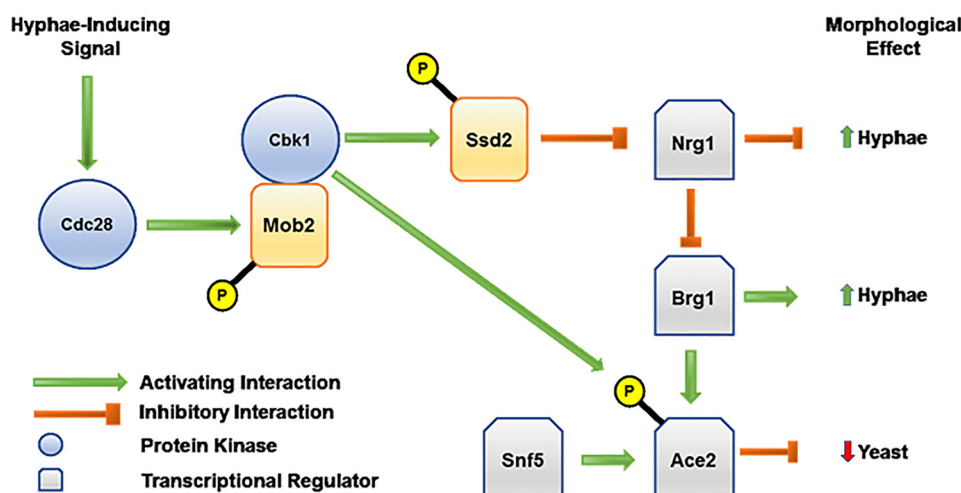 Hyphae-Inducing
Signal
Morphological
Effect
P
Cbk1
Ssd2
Nrg1
Hyphae
Cdc28
Mob2
P
Brg1
Hyphae
P
Snf5
Ace2
Yeast
Activating Interaction
Inhibitory Interaction
Protein Kinase
Transcriptional Regulator